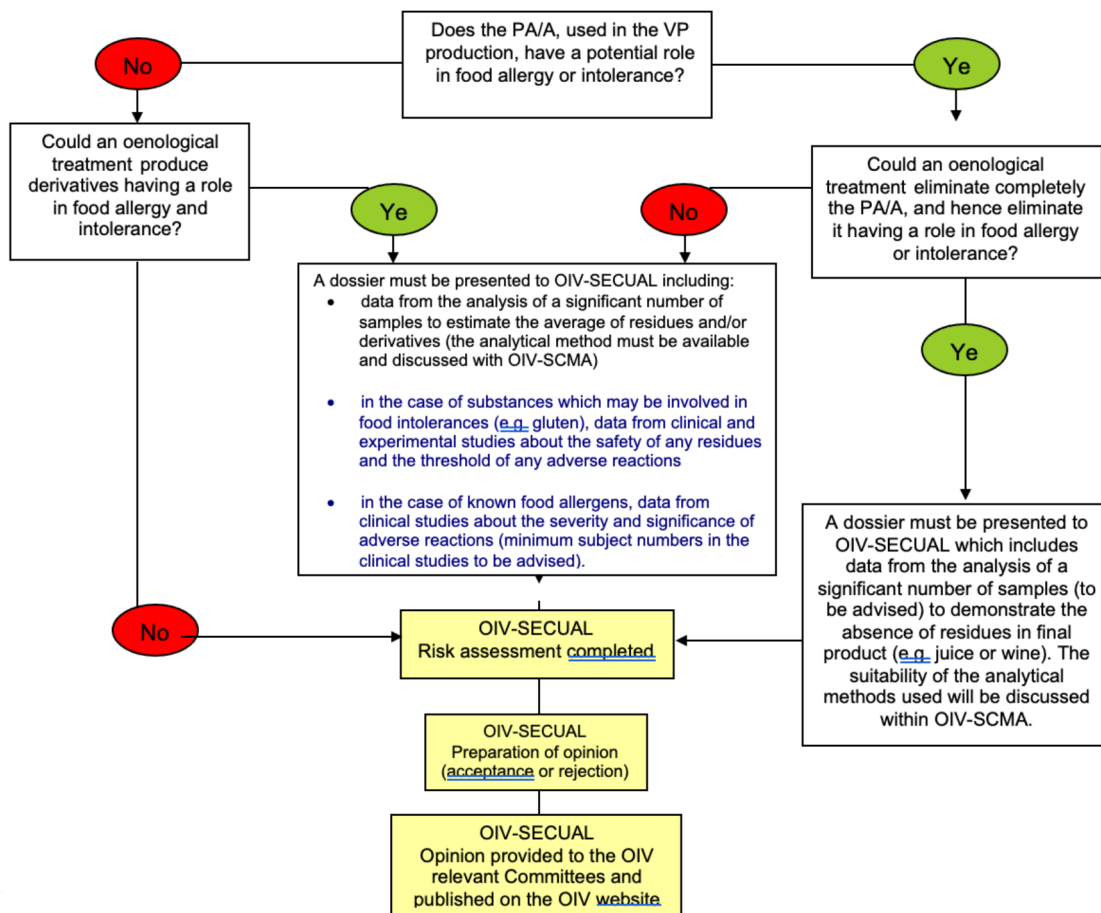 Does the PA/A, used in the VP
production, have a potential role
in food allergy or intolerance?
No
Ye
Could an oenological
treatment produce
derivatives having a role
in food allergy and
intolerance?
Could an oenological
treatment eliminate completely
the PA/A, and hence eliminate
it having a role in food allergy
or intolerance?
Ye
No
A dossier must be presented to OIV-SECUAL including:
• data from the analysis of a significant number of
samples to estimate the average of residues and/or
derivatives (the analytical method must be available
and discussed with OIV-SCMA)
• in the case of substances which may be involved in
food intolerances (e.g. gluten), data from clinical and
experimental studies about the safety of any residues
and the threshold of any adverse reactions
• in the case of known food allergens, data from
clinical studies about the severity and significance of
adverse reactions (minimum subject numbers in the
clinical studies to be advised).
Ye
A dossier must be presented to
OIV-SECUAL which includes
data from the analysis of a
significant number of samples (to
be advised) to demonstrate the
absence of residues in final
product (e.g. juice or wine). The
suitability of the analytical
methods used will be discussed
within OIV-SCMA.
No
OIV-SECUAL
Risk assessment completed
OIV-SECUAL
Preparation of opinion
(acceptance or rejection)
OIV-SECUAL
Opinion provided to the OIV
relevant Committees and
published on the OIV website